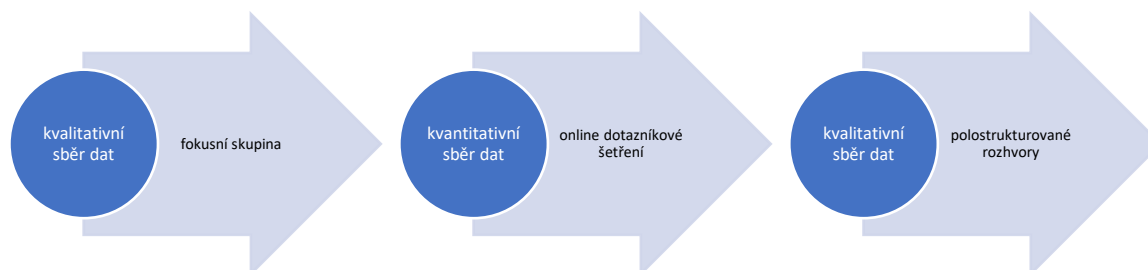 kvalitativní
sběr dat
fokusní skupina
kvantitativní
sběr dat
online dotazníkové
šetření
kvalitativní
sběr dat
polostrukturované
rozhvory